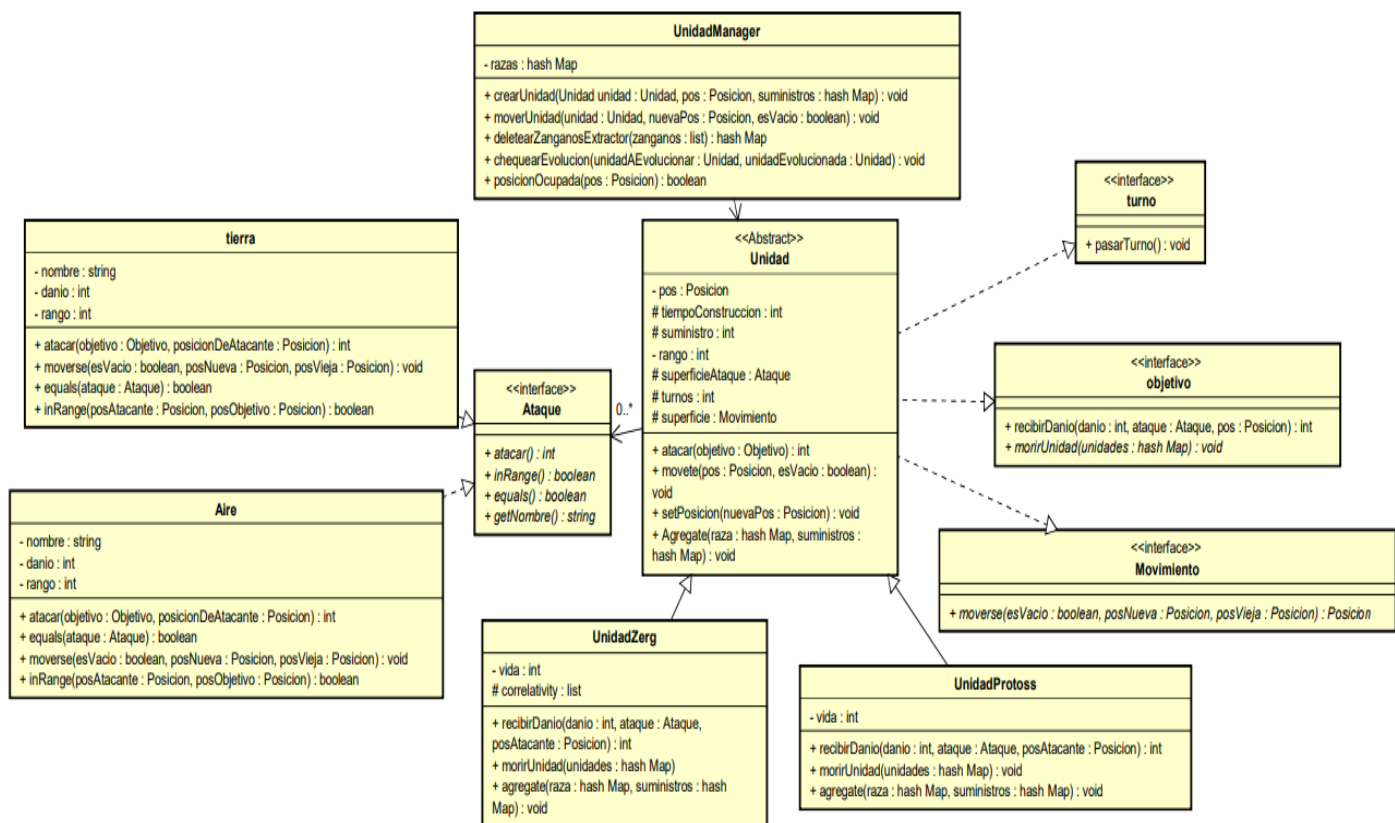 UnidadManager
- razas : hash Map
+ crearUnidad(Unidad unidad : Unidad, pos : Posicion, suministros : hash Map) : void
+ moverUnidad(unidad : Unidad, nuevaPos : Posicion, esVacio : boolean) : void
+ deletearZanganosExtractor(zanganos : list) : hash Map
+ chequearEvolucion(unidadAEvolucionar : Unidad, unidadEvolucionada : Unidad) : void
+ posicionOcupada(pos : Posicion) : boolean
<<interface>>
turno
+ pasarTurno() : void
tierra
- nombre : string
- danio : int
- rango : int
+ atacar(objetivo : Objetivo, posicionDeAtacante : Posicion) : int
+ moverse(esVacio : boolean, posNueva : Posicion, posVieja : Posicion) : void
+ equals(ataque : Ataque) : boolean
+ inRange(posAtacante : Posicion, posObjetivo : Posicion) : boolean
<<Abstract>>
Unidad
- pos : Posicion
# tiempoConstruccion : int
# suministro : int
- rango : int
# superficieAtaque : Ataque
# turnos : int
# superficie : Movimiento
+ atacar(objetivo : Objetivo) : int
+ movete(pos : Posicion, esVacio : boolean) :
void
+ setPosicion(nuevaPos : Posicion) : void
+ Agregate(raza : hash Map, suministros :
hash Map) : void
<<interface>>
Ataque
+ atacar() : int
+ inRange() : boolean
+ equals() : boolean
+ getNombre() : string
0..*
<<interface>>
objetivo
+ recibirDanio(danio : int, ataque : Ataque, pos : Posicion) : int
+ morirUnidad(unidades : hash Map) : void
Aire
- nombre : string
- danio : int
- rango : int
+ atacar(objetivo : Objetivo, posicionDeAtacante : Posicion) : int
+ equals(ataque : Ataque) : boolean
+ moverse(esVacio : boolean, posNueva : Posicion, posVieja : Posicion) : void
+ inRange(posAtacante : Posicion, posObjetivo : Posicion) : boolean
<<interface>>
Movimiento
+ moverse(esVacio : boolean, posNueva : Posicion, posVieja : Posicion) : Posicion
UnidadZerg
- vida : int
# correlativity : list
+ recibirDanio(danio : int, ataque : Ataque,
posAtacante : Posicion) : int
+ morirUnidad(unidades : hash Map)
+ agregate(raza : hash Map, suministros : hash
Map) : void
UnidadProtoss
- vida : int
+ recibirDanio(danio : int, ataque : Ataque, posAtacante : Posicion) : int
+ morirUnidad(unidades : hash Map) : void
+ agregate(raza : hash Map, suministros : hash Map) : void